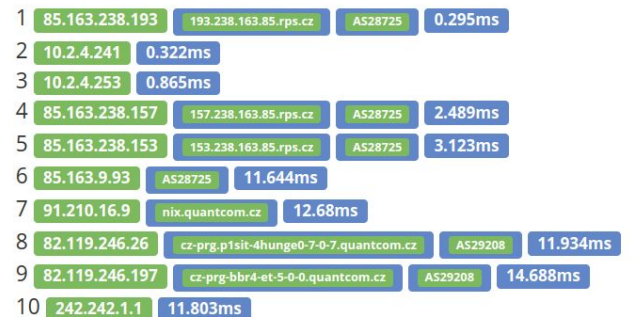 1 85.163.238.193 193.238.163.85.rps.cz AS28725 0.295ms
2 10.2.4.241 0.322ms
3 10.2.4.253 0.865ms
4 85.163.238.157 157.238.163.85.rps.cz AS28725 2.489ms
5 85.163.238.153 153.238.163.85.rps.cz AS28725 3.123ms
6 85.163.9.93 AS28725 11.644ms
7 91.210.16.9 nix.quantcom.cz 12.68ms
8 82.119.246.26 cz-prg.p1sit-4hunge0-7-0-7.quantcom.cz AS29208 11.934ms
9 82.119.246.197 cz-prg-bbr4-et-5-0-0.quantcom.cz AS29208 14.688ms
10 242.242.1.1 11.803ms